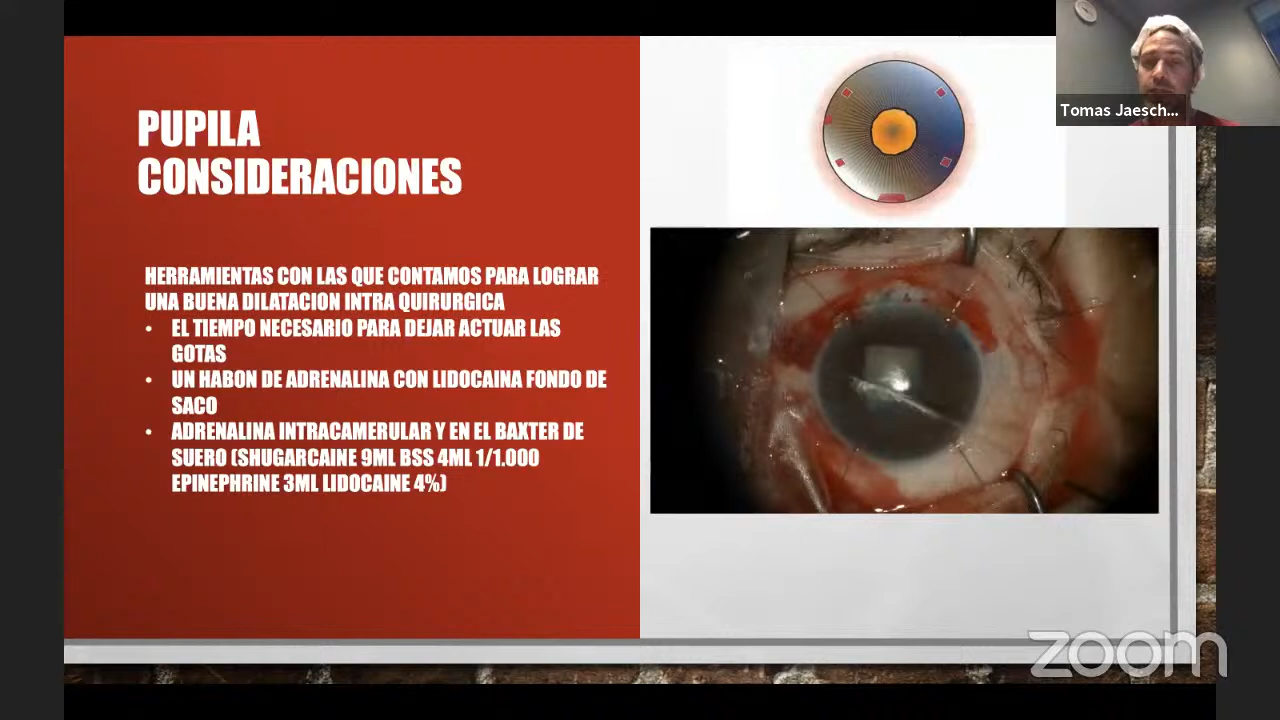 PUPILA
CONSIDERACIONES
HERRAMIENTAS CON LAS QUE CONTAMOS PARA LOGRAR
UNA BUENA DILATACION INTRA QUIRURGICA
• EL TIEMPO NECESARIO PARA DEJAR ACTUAR LAS
GOTAS
• UN HABON DE ADRENALINA CON LIDOCAINA FONDO DE
SACO
• ADRENALINA INTRACAMERULAR Y EN EL BAXTER DE
SUERO (SHUGARCAINE 9ML BSS 4ML 1/1.000
EPINEPHRINE 3ML LIDOCAINE 4%)
Tomas Jaesch...
zoom